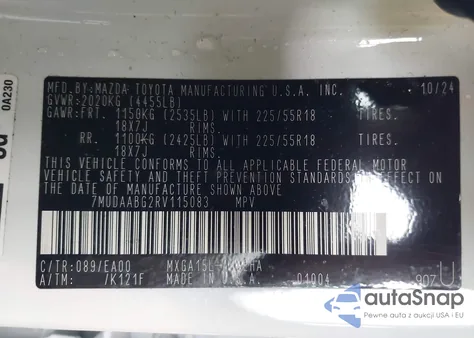 MFD.BY:MAZDA TOYOTA MANUFACTURING U.S.A. INC. 10/24
GVWR:2020KG (4455LB)
GAWR:FRT. 1150KG (2535LB) WITH 225/55R18 TIRES.
18X7J RIMS.
RR. 1100KG (2425LB) WITH 225/55R18 TIRES.
18X7J RIMS.
THIS VEHICLE CONFORMS TO ALL APPLICABLE FEDERAL MOTOR
VEHICLE SAFETY AND THEFT PREVENTION STANDARDS IN EFFECT ON
THE DATE OF MANUFACTURE SHOWN ABOVE.
7MUDAABG2RV115083 MPV
C/TR:089/EA00
A/TM: /K121F MADE IN U.S.A. 01004 907U
0A230
autoSnap
Pewne auta z aukcji USA